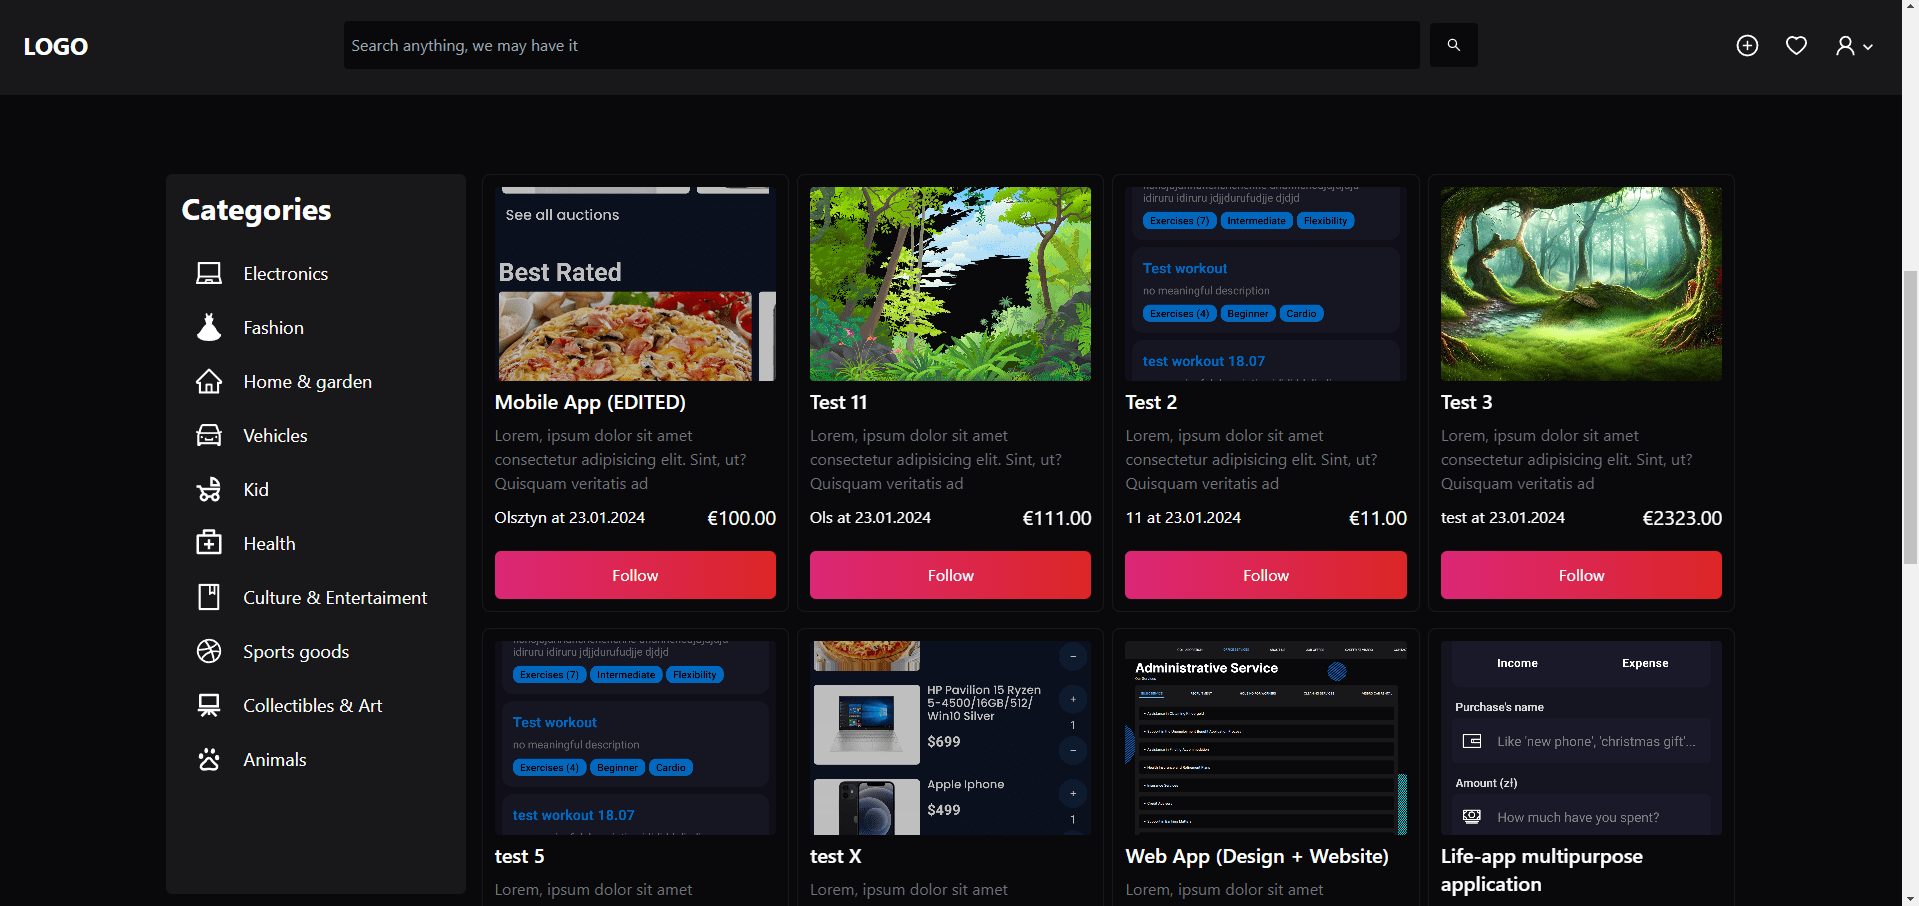 LOGO
Search anything, we may have it
Categories
Electronics
Fashion
Home & garden
Vehicles
Kid
Health
Culture & Entertaiment
Sports goods
Collectibles & Art
Animals
See all auctions
Best Rated
Mobile App (EDITED)
Lorem, ipsum dolor sit amet
consectetur adipisicing elit. Sint, ut?
Quisquam veritatis ad
Olsztyn at 23.01.2024 €100.00
Follow
Test 11
Lorem, ipsum dolor sit amet
consectetur adipisicing elit. Sint, ut?
Quisquam veritatis ad
Ols at 23.01.2024 €111.00
Follow
idiruru idiruru jdjjdurufudjje djdjd
Exercises (7) Intermediate Flexibility
Test workout
no meaningful description
Exercises (4) Beginner Cardio
test workout 18.07
Test 2
Lorem, ipsum dolor sit amet
consectetur adipisicing elit. Sint, ut?
Quisquam veritatis ad
11 at 23.01.2024 €11.00
Follow
Test 3
Lorem, ipsum dolor sit amet
consectetur adipisicing elit. Sint, ut?
Quisquam veritatis ad
test at 23.01.2024 €2323.00
Follow
idiruru idiruru jdjjdurufudjje djdjd
Exercises (7) Intermediate Flexibility
Test workout
no meaningful description
Exercises (4) Beginner Cardio
test workout 18.07
test 5
Lorem, ipsum dolor sit amet
HP Pavilion 15 Ryzen
5-4500/16GB/512/
Win10 Silver
$699
1
Apple Iphone
$499
1
test X
Lorem, ipsum dolor sit amet
Administrative Service
Our Services
Insurance Services
Web App (Design + Website)
Lorem, ipsum dolor sit amet
Income Expense
Purchase's name
Like 'new phone', 'christmas gift'...
Amount (zł)
How much have you spent?
Life-app multipurpose
application